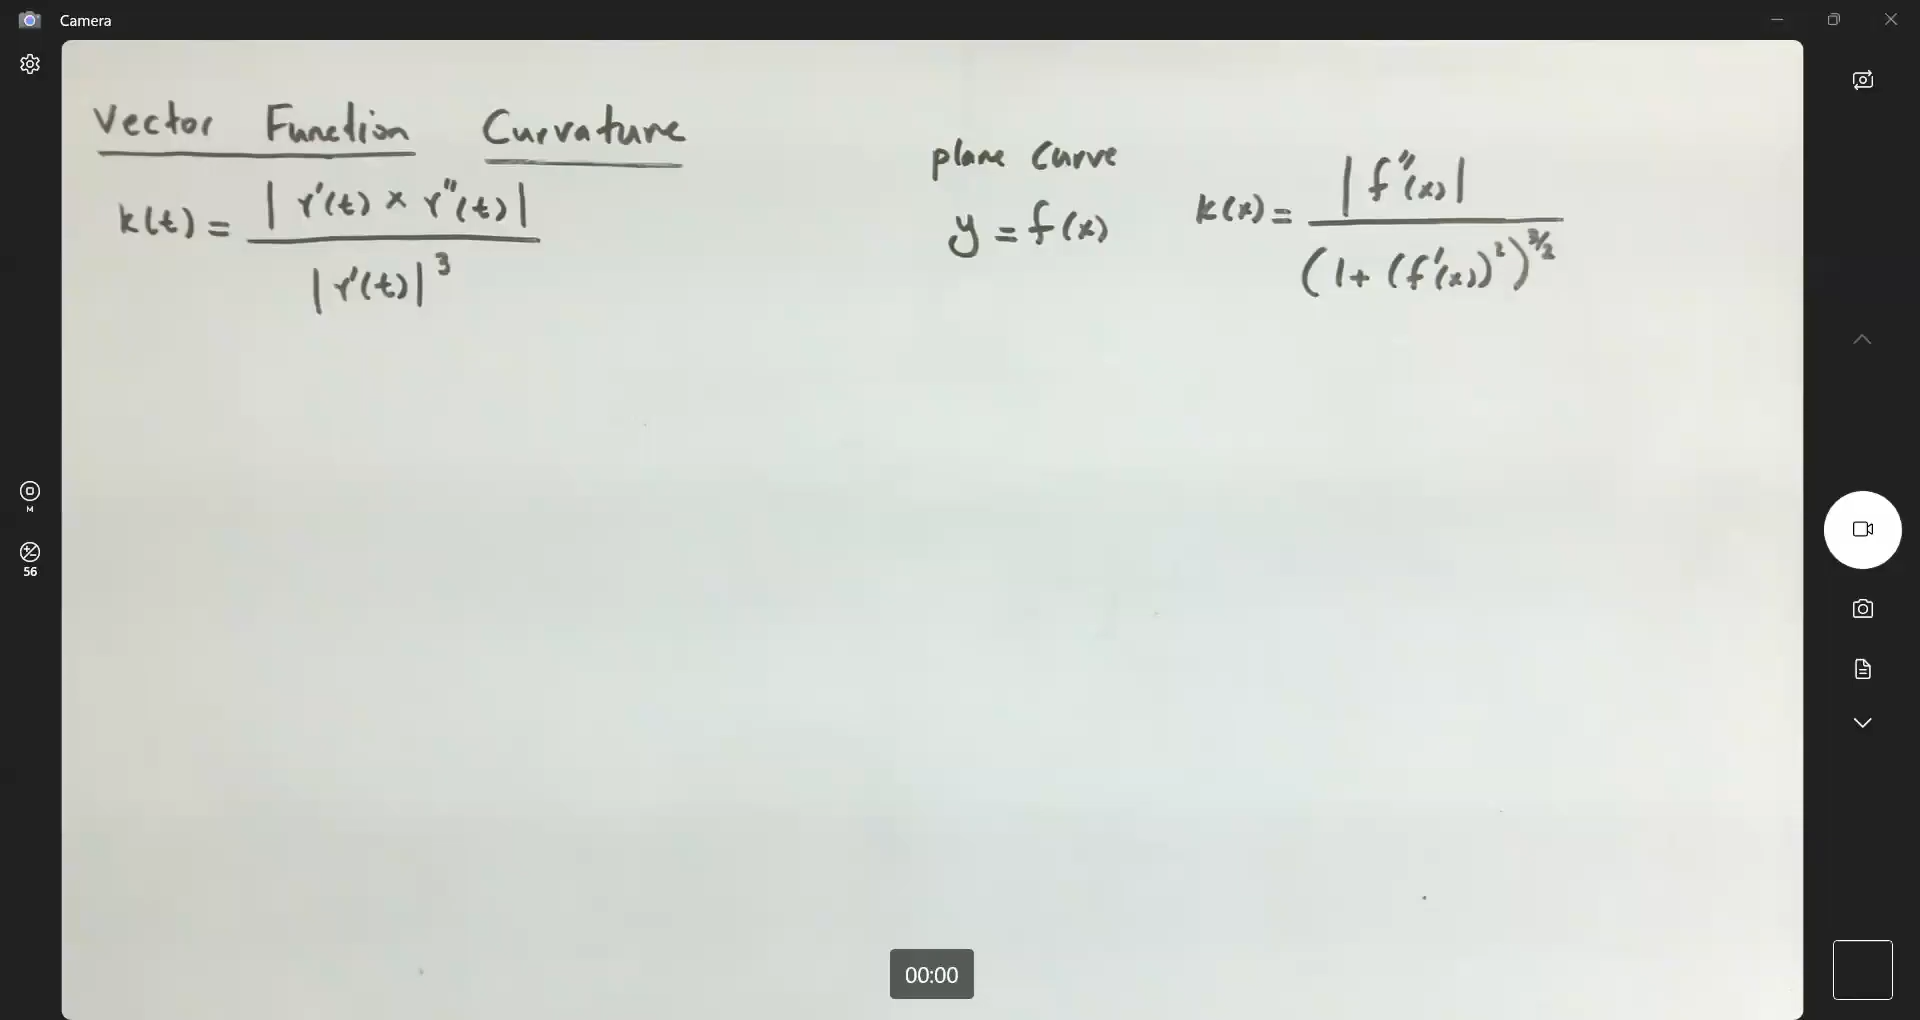 Camera
Vector Function Curvature
k(t) = | r'(t) × r"(t) | / | r'(t) |³
plane Curve
y = f(x)
k(x) = | f"(x) | / (1 + (f'(x))²)^3/2
M
56
00:00